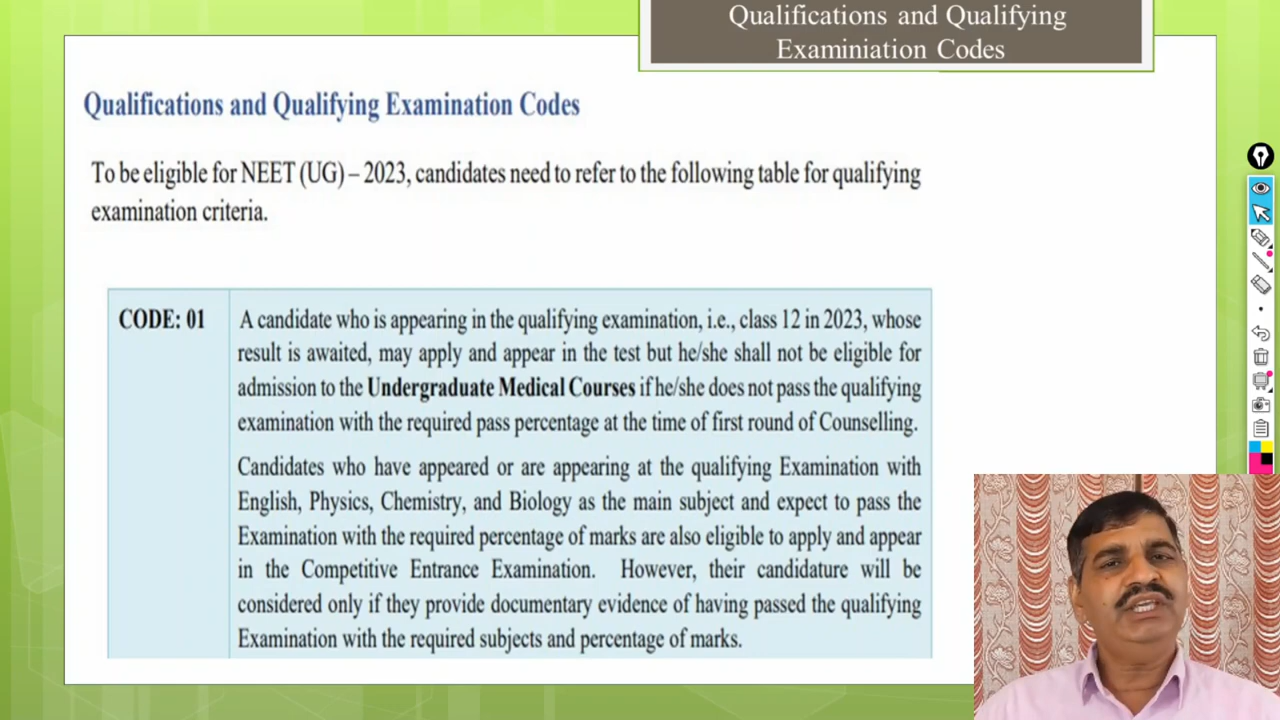 Qualifications and Qualifying
Examiniation Codes
Qualifications and Qualifying Examination Codes
To be eligible for NEET (UG) – 2023, candidates need to refer to the following table for qualifying
examination criteria.
CODE: 01
A candidate who is appearing in the qualifying examination, i.e., class 12 in 2023, whose
result is awaited, may apply and appear in the test but he/she shall not be eligible for
admission to the Undergraduate Medical Courses if he/she does not pass the qualifying
examination with the required pass percentage at the time of first round of Counselling.
Candidates who have appeared or are appearing at the qualifying Examination with
English, Physics, Chemistry, and Biology as the main subject and expect to pass the
Examination with the required percentage of marks are also eligible to apply and appear
in the Competitive Entrance Examination. However, their candidature will be
considered only if they provide documentary evidence of having passed the qualifying
Examination with the required subjects and percentage of marks.